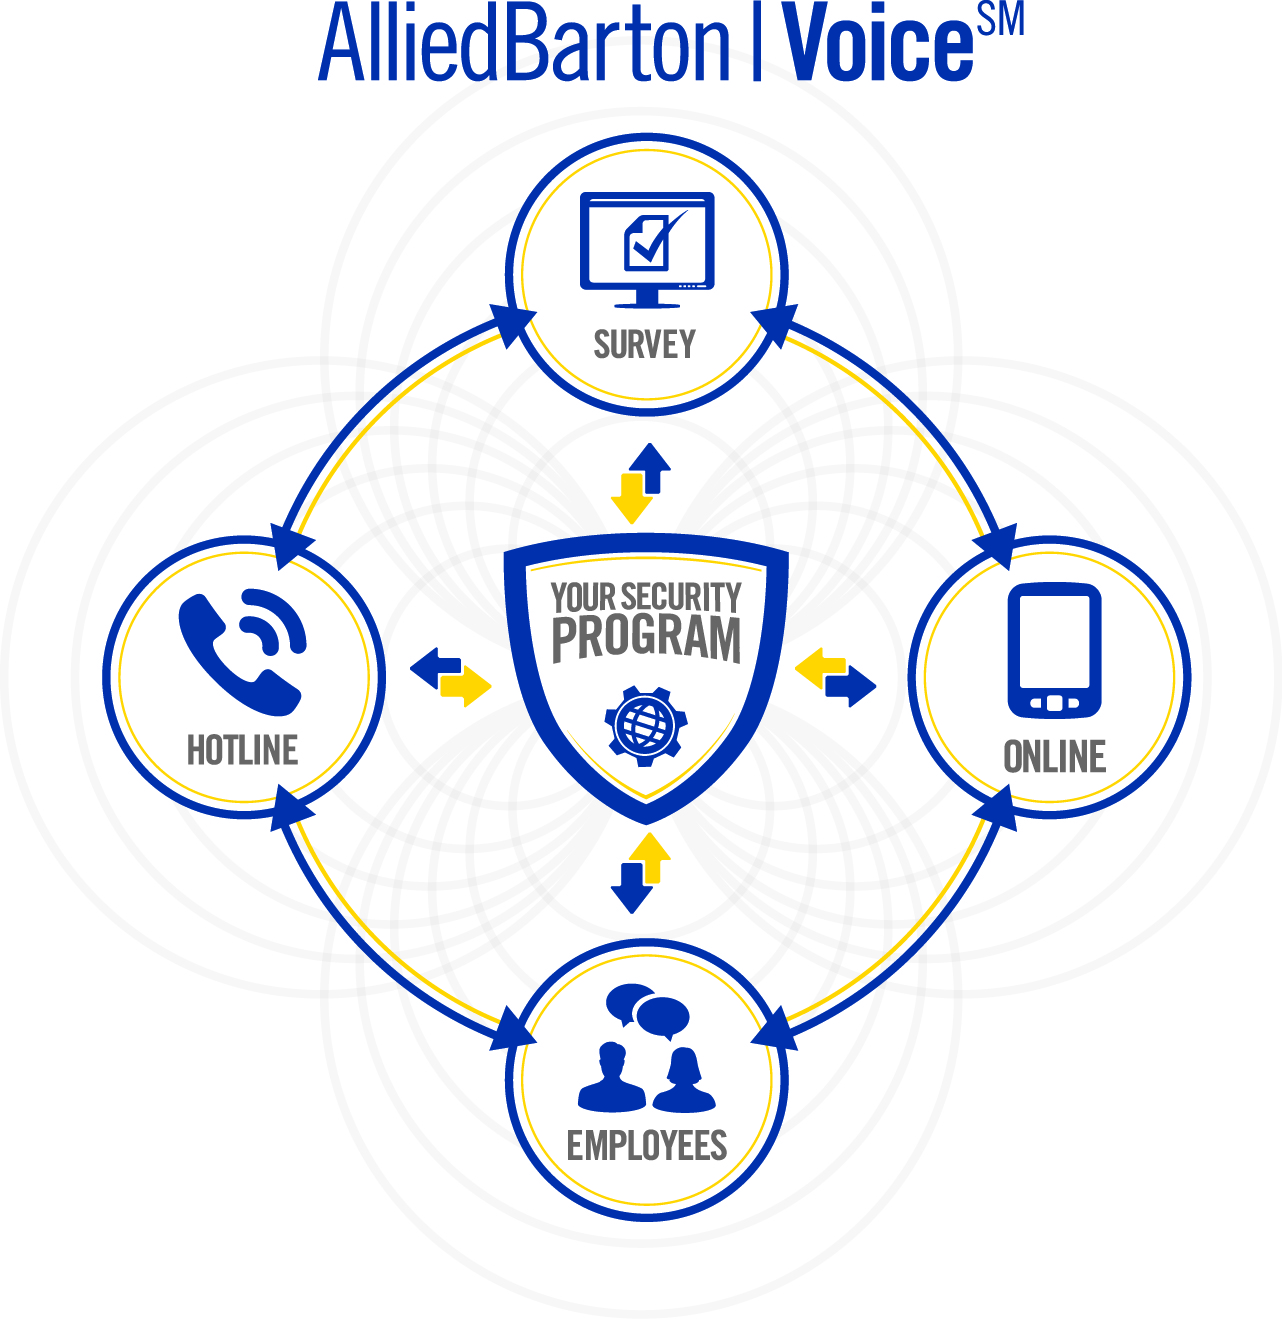 AlliedBarton | Voice℠
SURVEY
YOUR SECURITY
PROGRAM
HOTLINE
ONLINE
EMPLOYEES